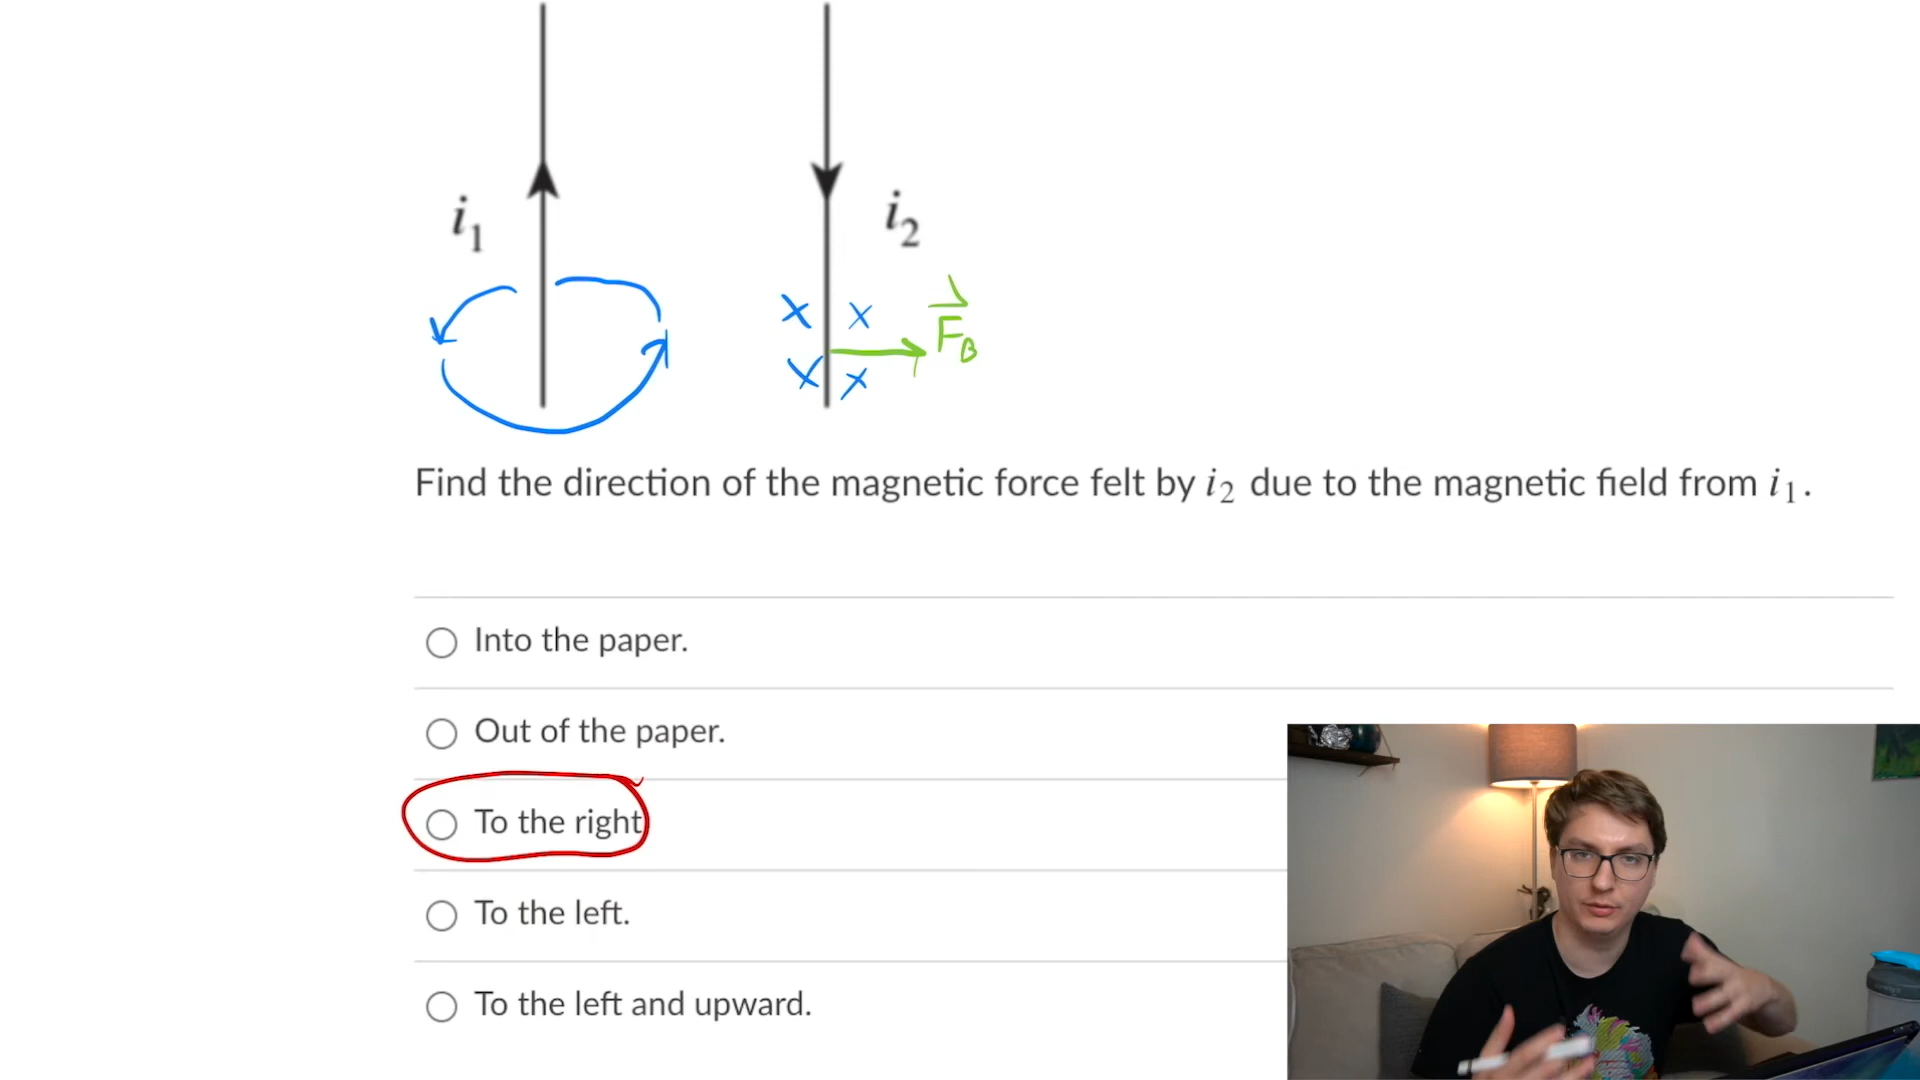 i₁
i₂
x x
F_B
x x
Find the direction of the magnetic force felt by i₂ due to the magnetic field from i₁.
Into the paper.
Out of the paper.
To the right
To the left.
To the left and upward.